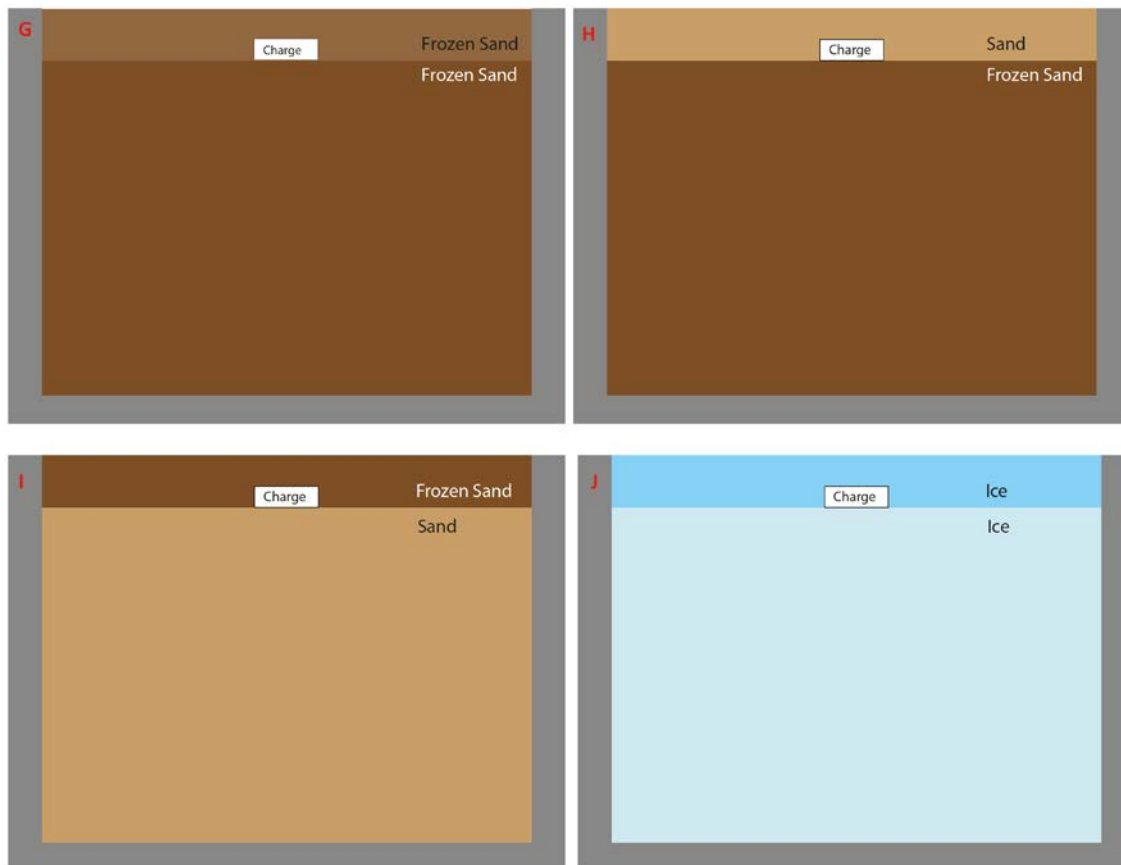 G
Charge
Frozen Sand
Frozen Sand
H
Charge
Sand
Frozen Sand
I
Charge
Frozen Sand
Sand
J
Charge
Ice
Ice